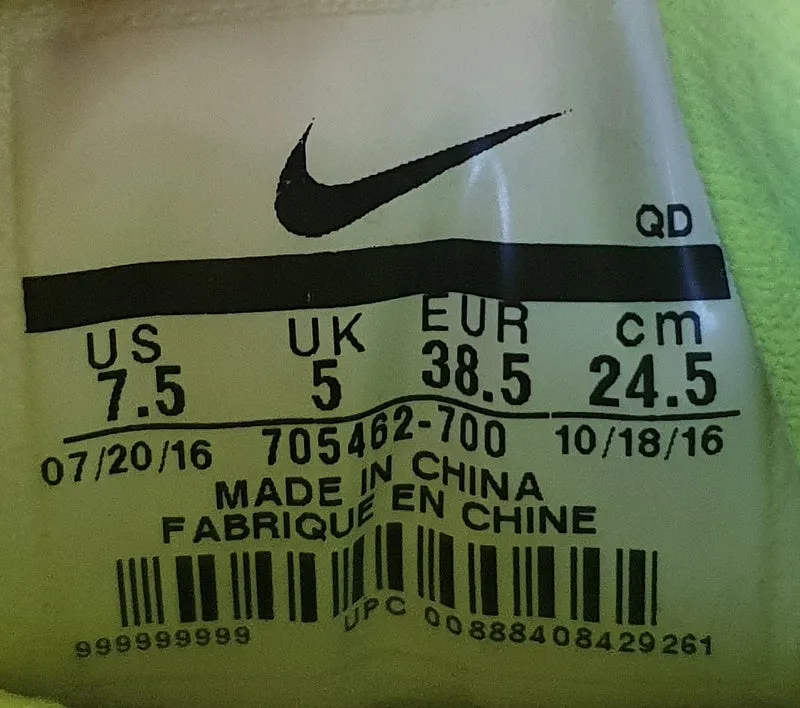 QD
US UK EUR cm
7.5 5 38.5 24.5
07/20/16 705462-700 10/18/16
MADE IN CHINA
FABRIQUE EN CHINE
999999999 UPC 00888408429261